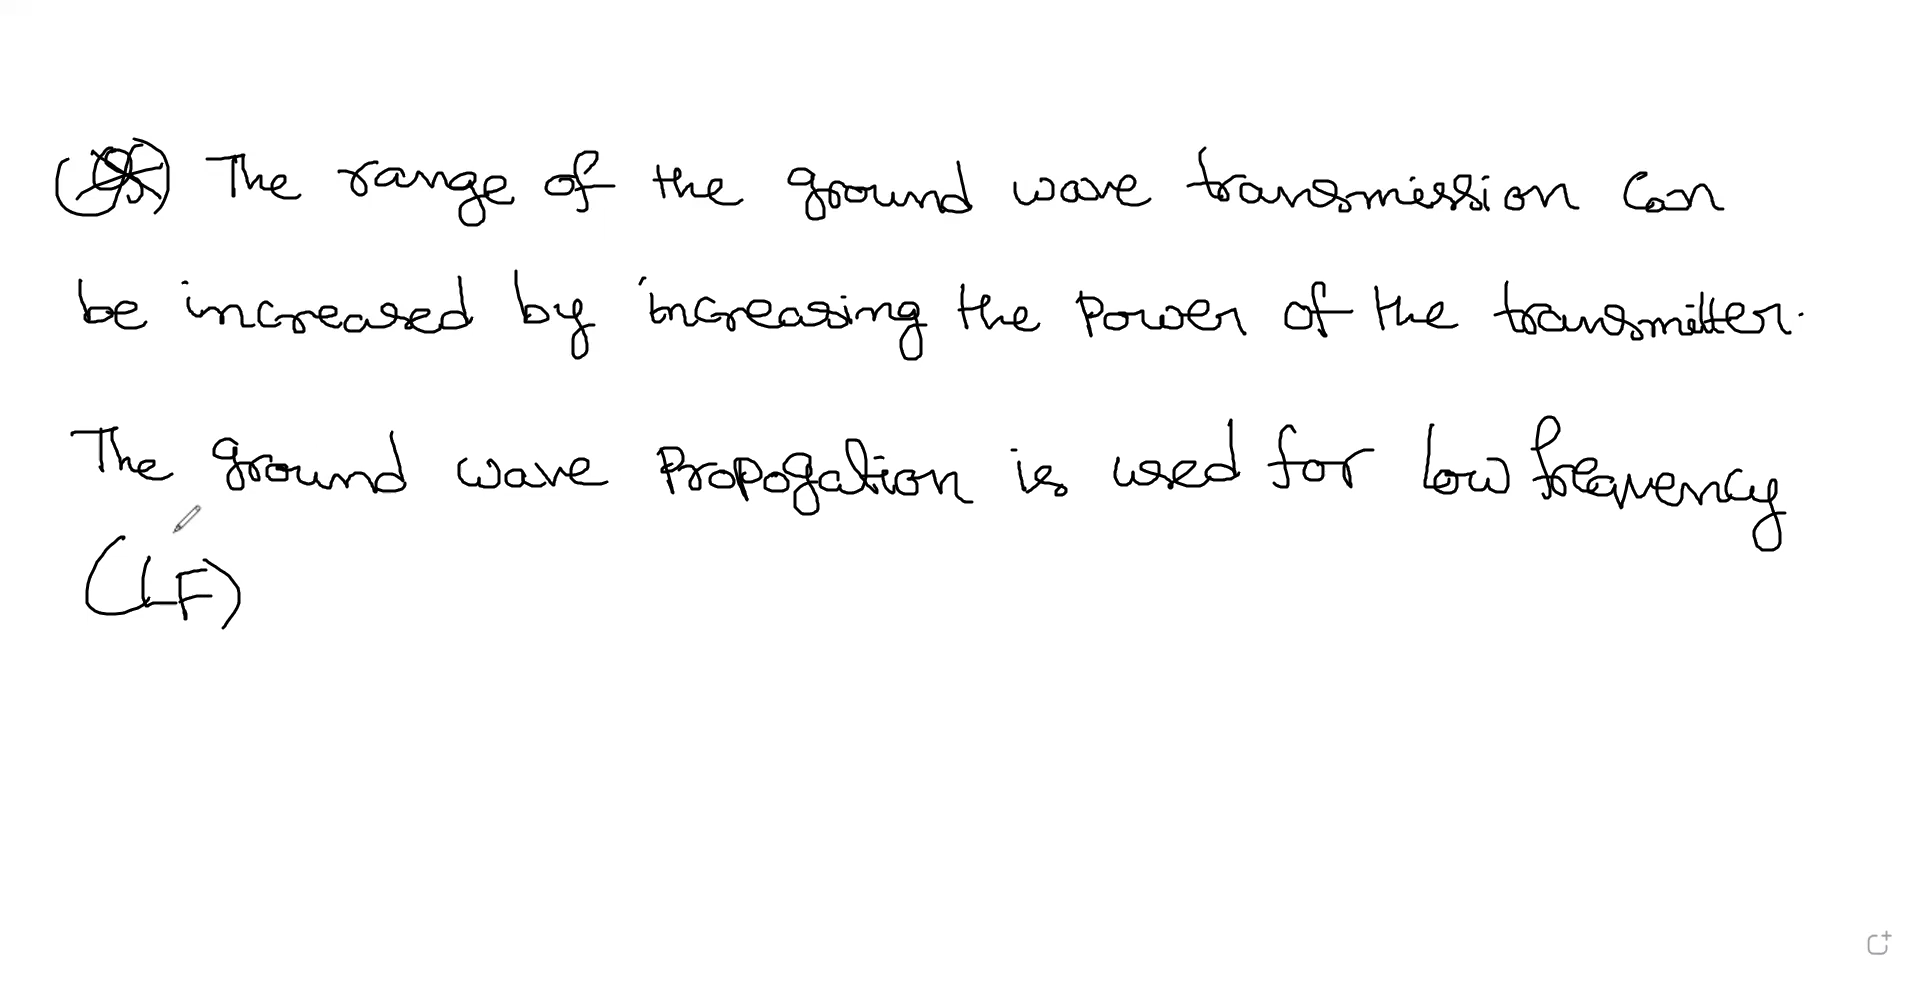 The range of the ground wave transmission can
be increased by increasing the power of the transmitter.
The ground wave Propogation is used for low frequency
(LF)